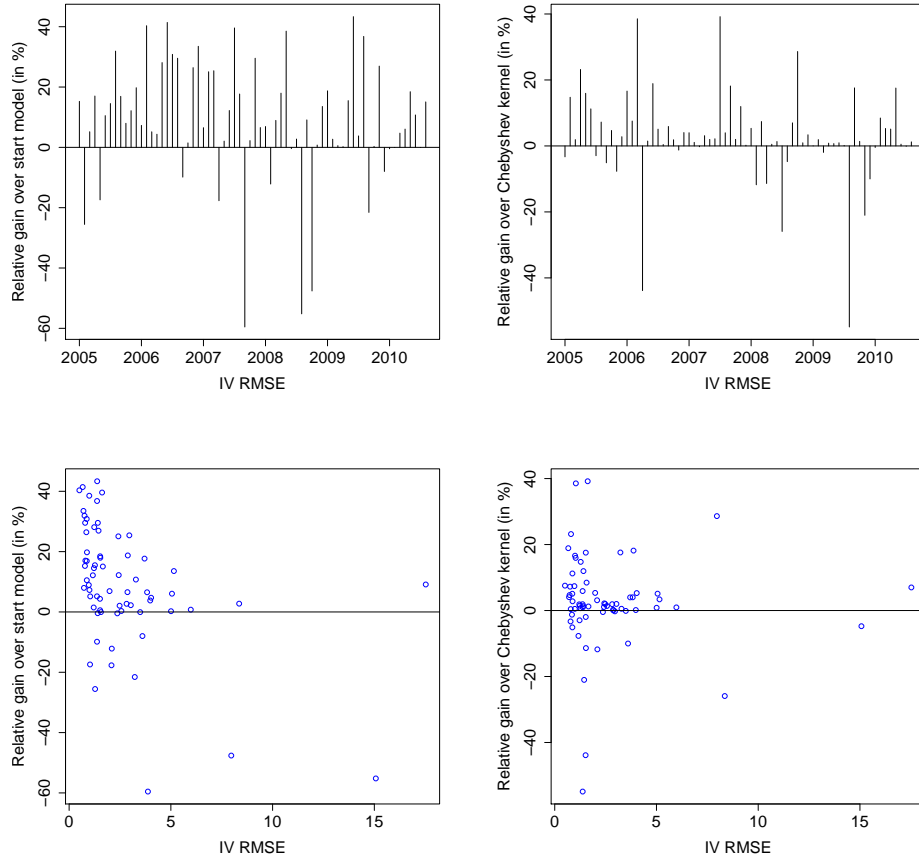 Relative gain over start model (in %)
40
20
0
−20
−40
−60
2005 2006 2007 2008 2009 2010
IV RMSE
Relative gain over Chebyshev kernel (in %)
40
20
0
−20
−40
2005 2006 2007 2008 2009 2010
IV RMSE
Relative gain over start model (in %)
40
20
0
−20
−40
−60
0 5 10 15
IV RMSE
Relative gain over Chebyshev kernel (in %)
40
20
0
−20
−40
0 5 10 15
IV RMSE